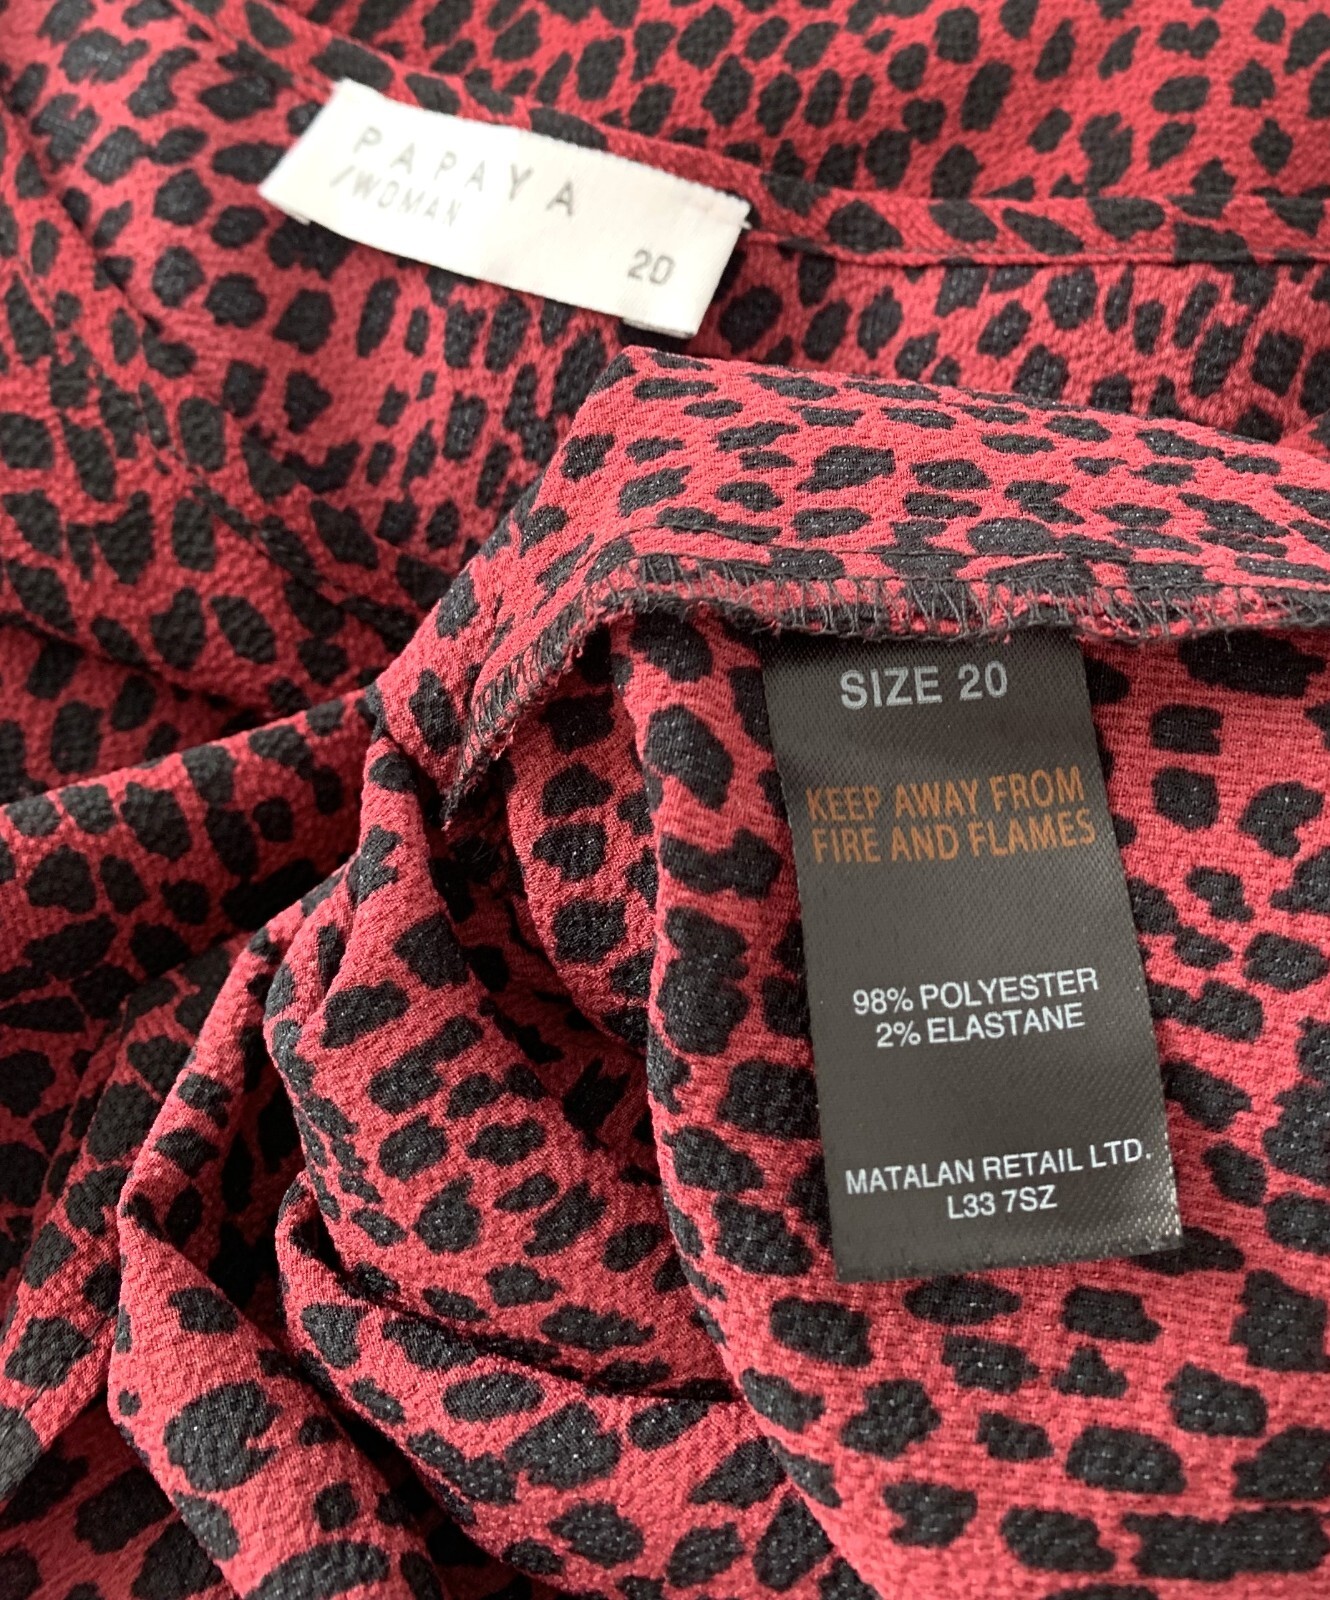 PAPAYA
/WOMAN
20
SIZE 20
KEEP AWAY FROM
FIRE AND FLAMES
98% POLYESTER
2% ELASTANE
MATALAN RETAIL LTD.
L33 7SZ